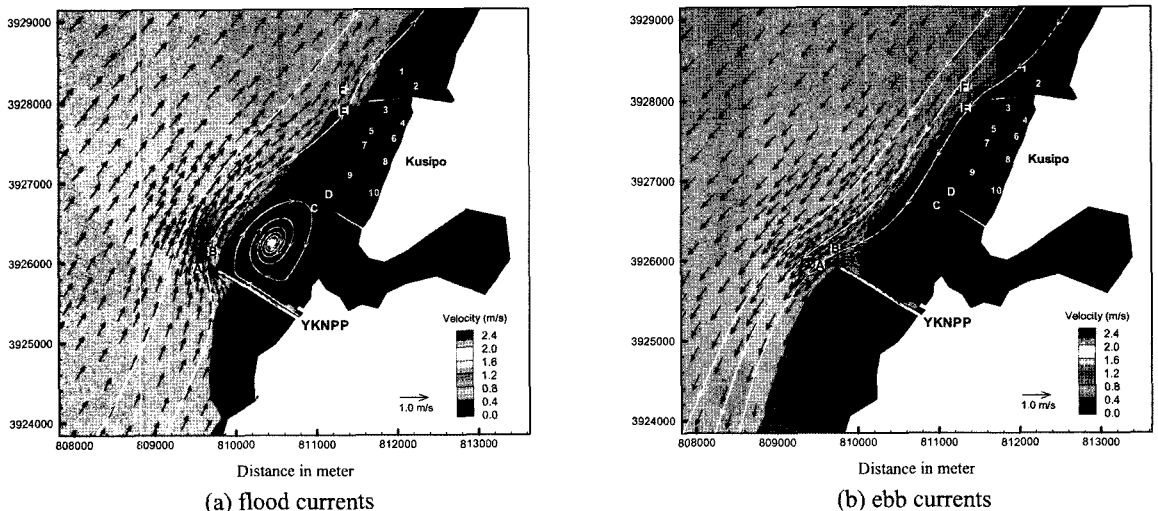 3929000
3928000
3927000
3926000
3925000
3924000
808000 809000 810000 811000 812000 813000
1
2
3
4
5
6
7
8
9
10
D
C
E
Kusipo
YKNPP
Velocity (m/s)
2.4
2.0
1.6
1.2
0.8
0.4
0.0
1.0 m/s
Distance in meter
(a) flood currents
3929000
3928000
3927000
3926000
3925000
3924000
808000 809000 810000 811000 812000 813000
1
2
3
4
5
6
7
8
9
10
D
C
B
A
Kusipo
YKNPP
Velocity (m/s)
2.4
2.0
1.6
1.2
0.8
0.4
0.0
1.0 m/s
Distance in meter
(b) ebb currents